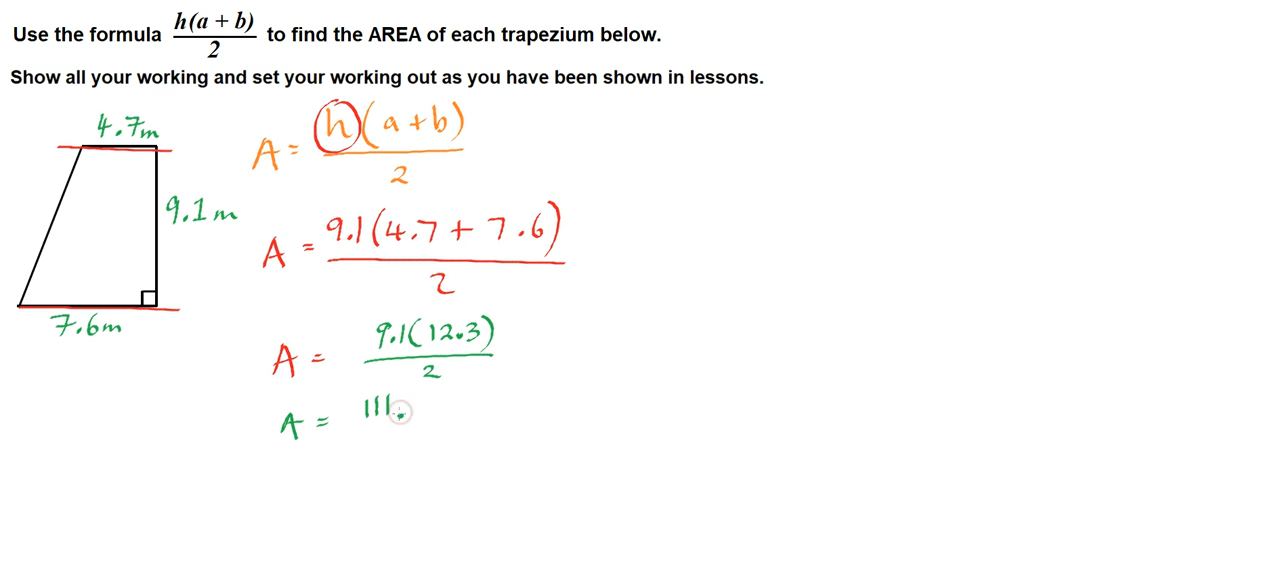 Use the formula h(a + b) / 2 to find the AREA of each trapezium below.
Show all your working and set your working out as you have been shown in lessons.
4.7m
9.1m
7.6m
A = h(a+b) / 2
A = 9.1(4.7 + 7.6) / 2
A = 9.1(12.3) / 2
A = 111.